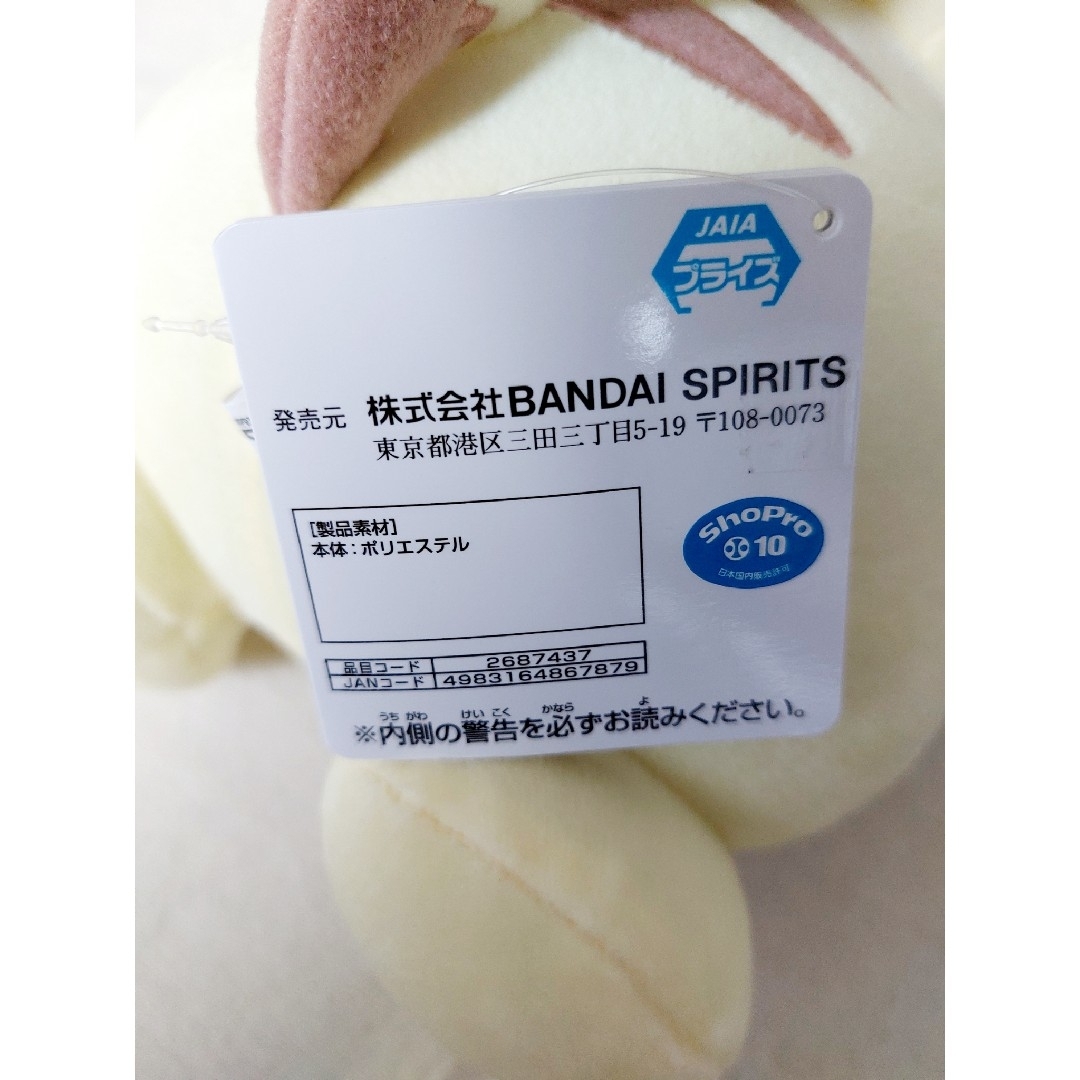 JAIA
プライズ
発売元 株式会社BANDAI SPIRITS
東京都港区三田三丁目5-19 〒108-0073
[製品素材]
本体:ポリエステル
ShoPro
10
日本国内販売許可
品目コード 2687437
JANコード 4983164867879
うち がわ けい こく かなら よ
※内側の警告を必ずお読みください。